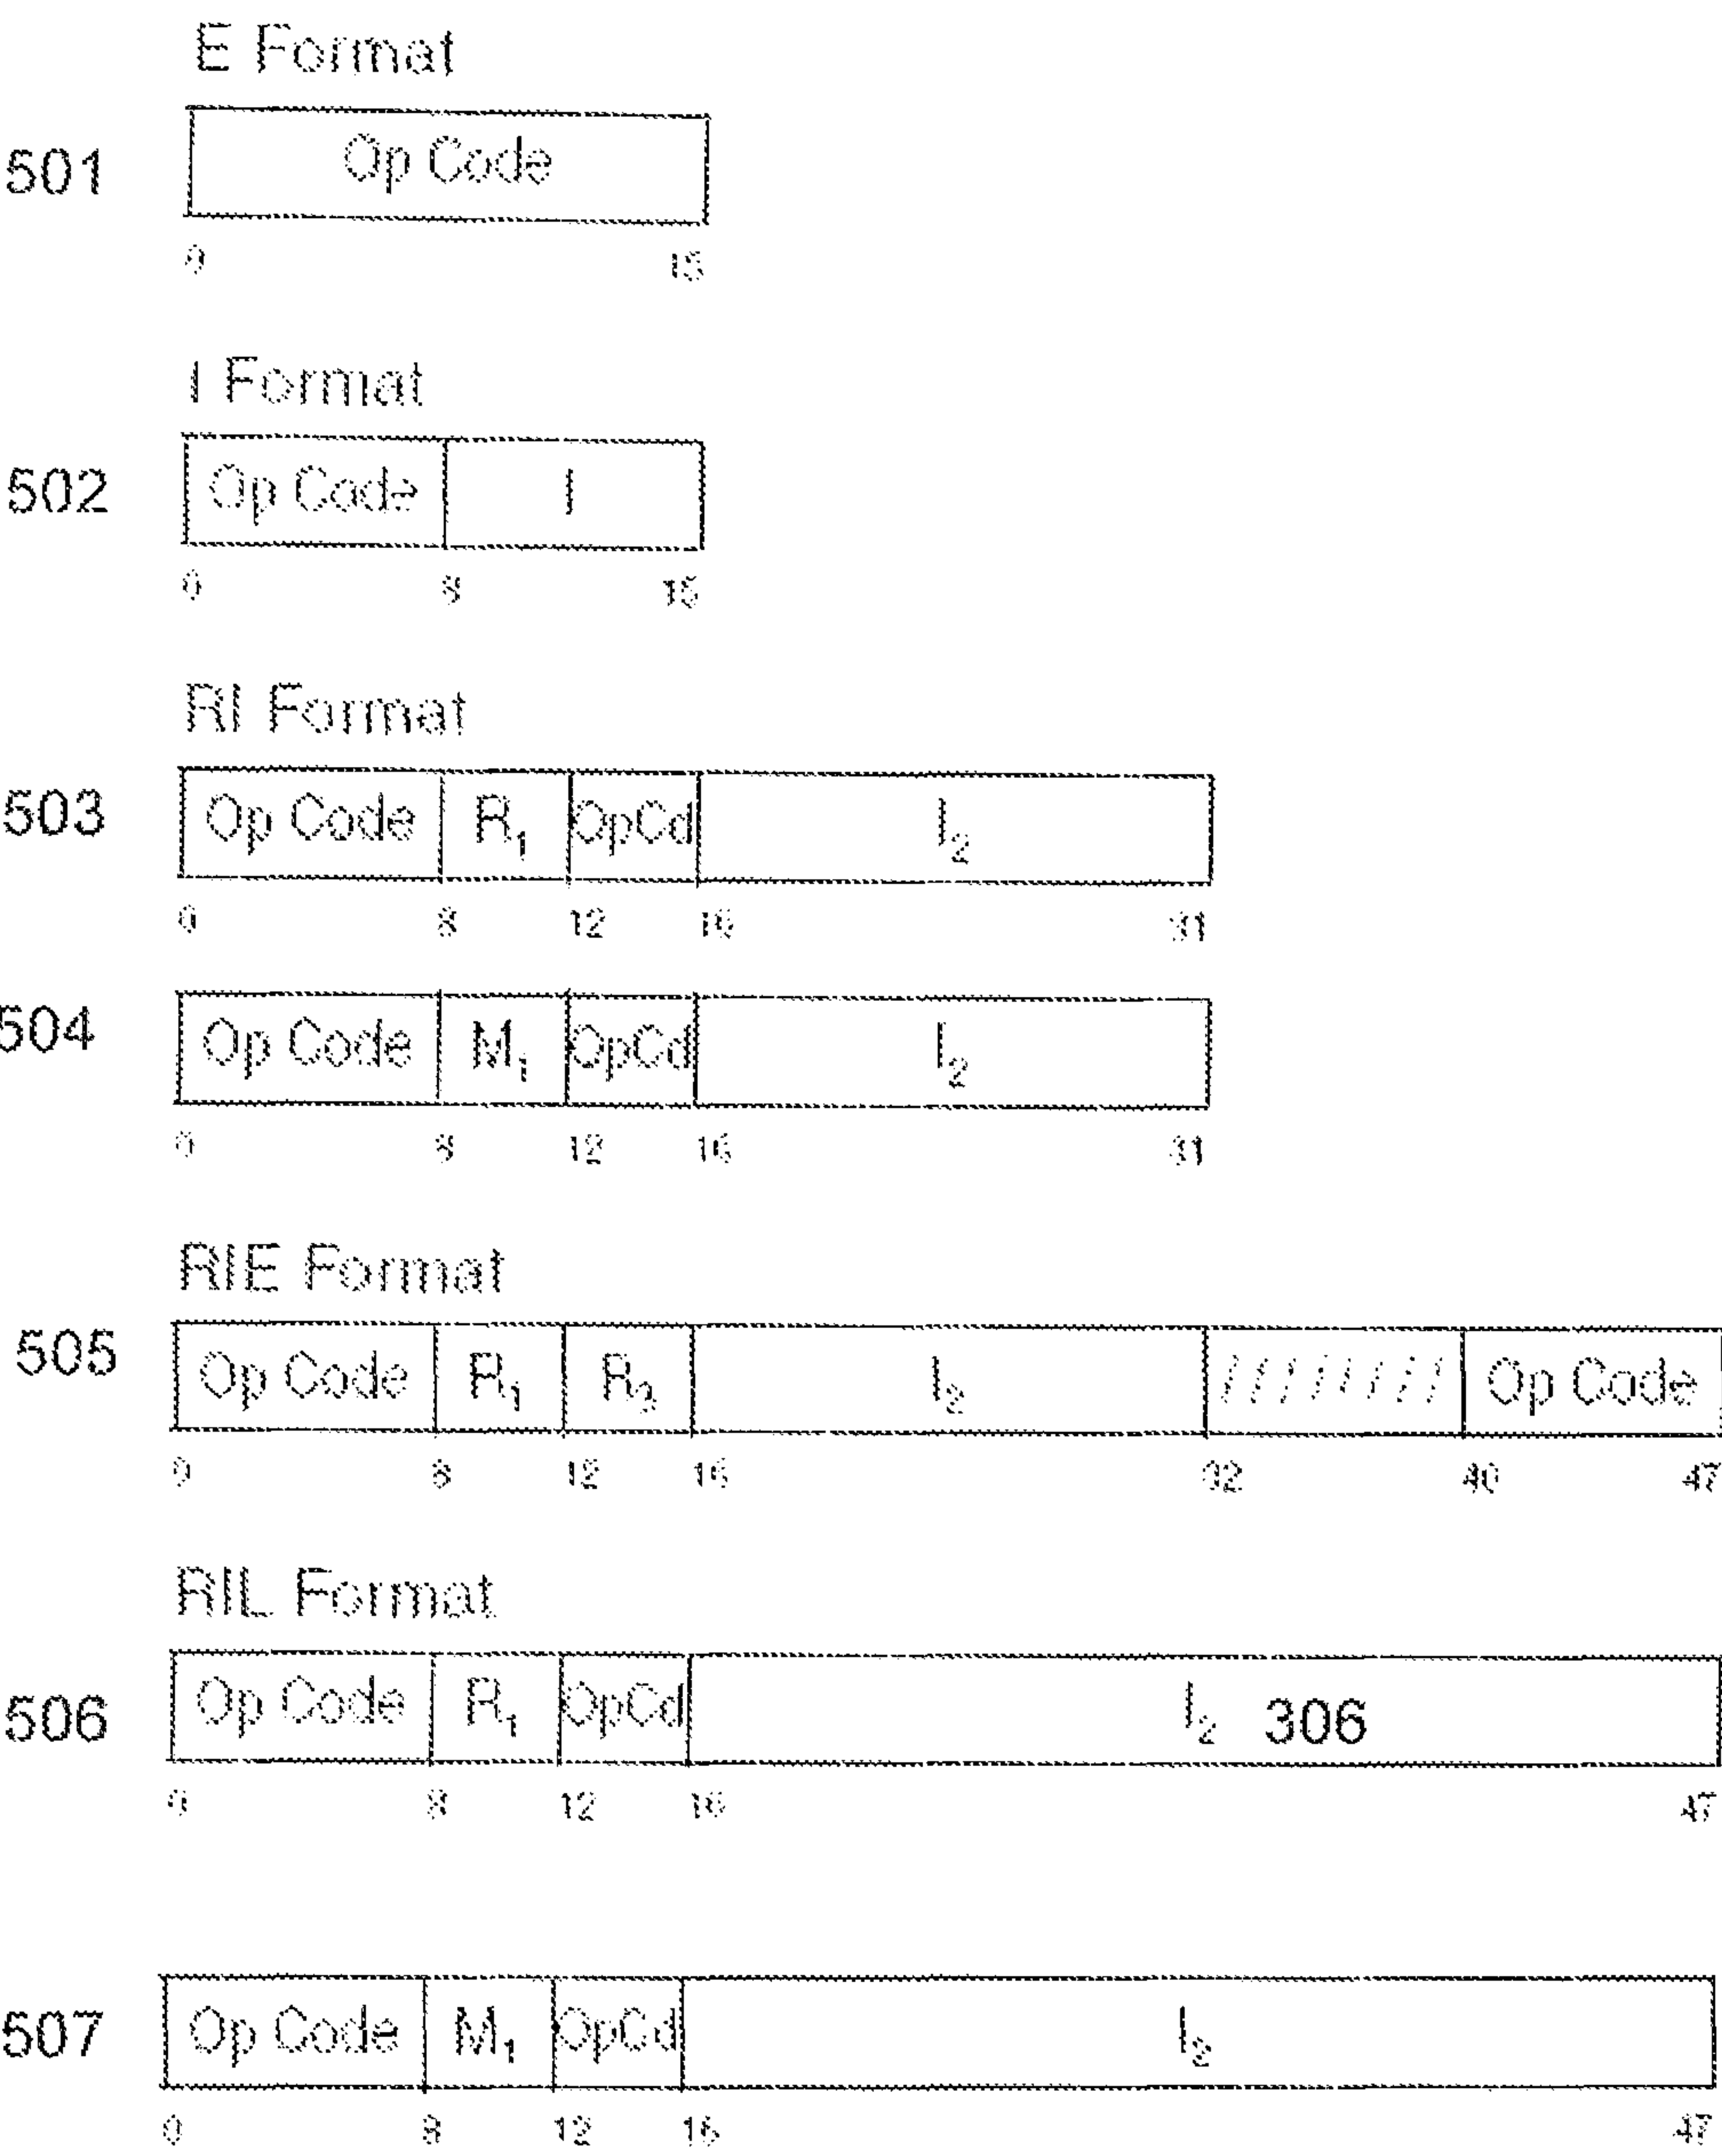 E Format
501 Op Code
0 15
I Format
502 Op Code I
0 8 15
RI Format
503 Op Code R₁ OpCd I₂
0 8 12 16 31
504 Op Code M₁ OpCd I₂
0 8 12 16 31
RIE Format
505 Op Code R₁ R₃ I₂ //////// Op Code
0 8 12 16 32 40 47
RIL Format
506 Op Code R₁ OpCd I₂ 306
0 8 12 16 47
507 Op Code M₁ OpCd I₂
0 8 12 16 47